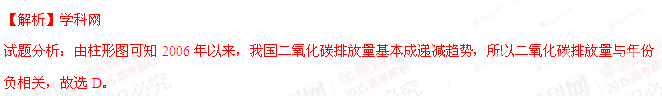 【解析】学科网
试题分析：由柱形图可知 2006 年以来，我国二氧化碳排放量基本成递减趋势，所以二氧化碳排放量与年份
负相关，故选 D。